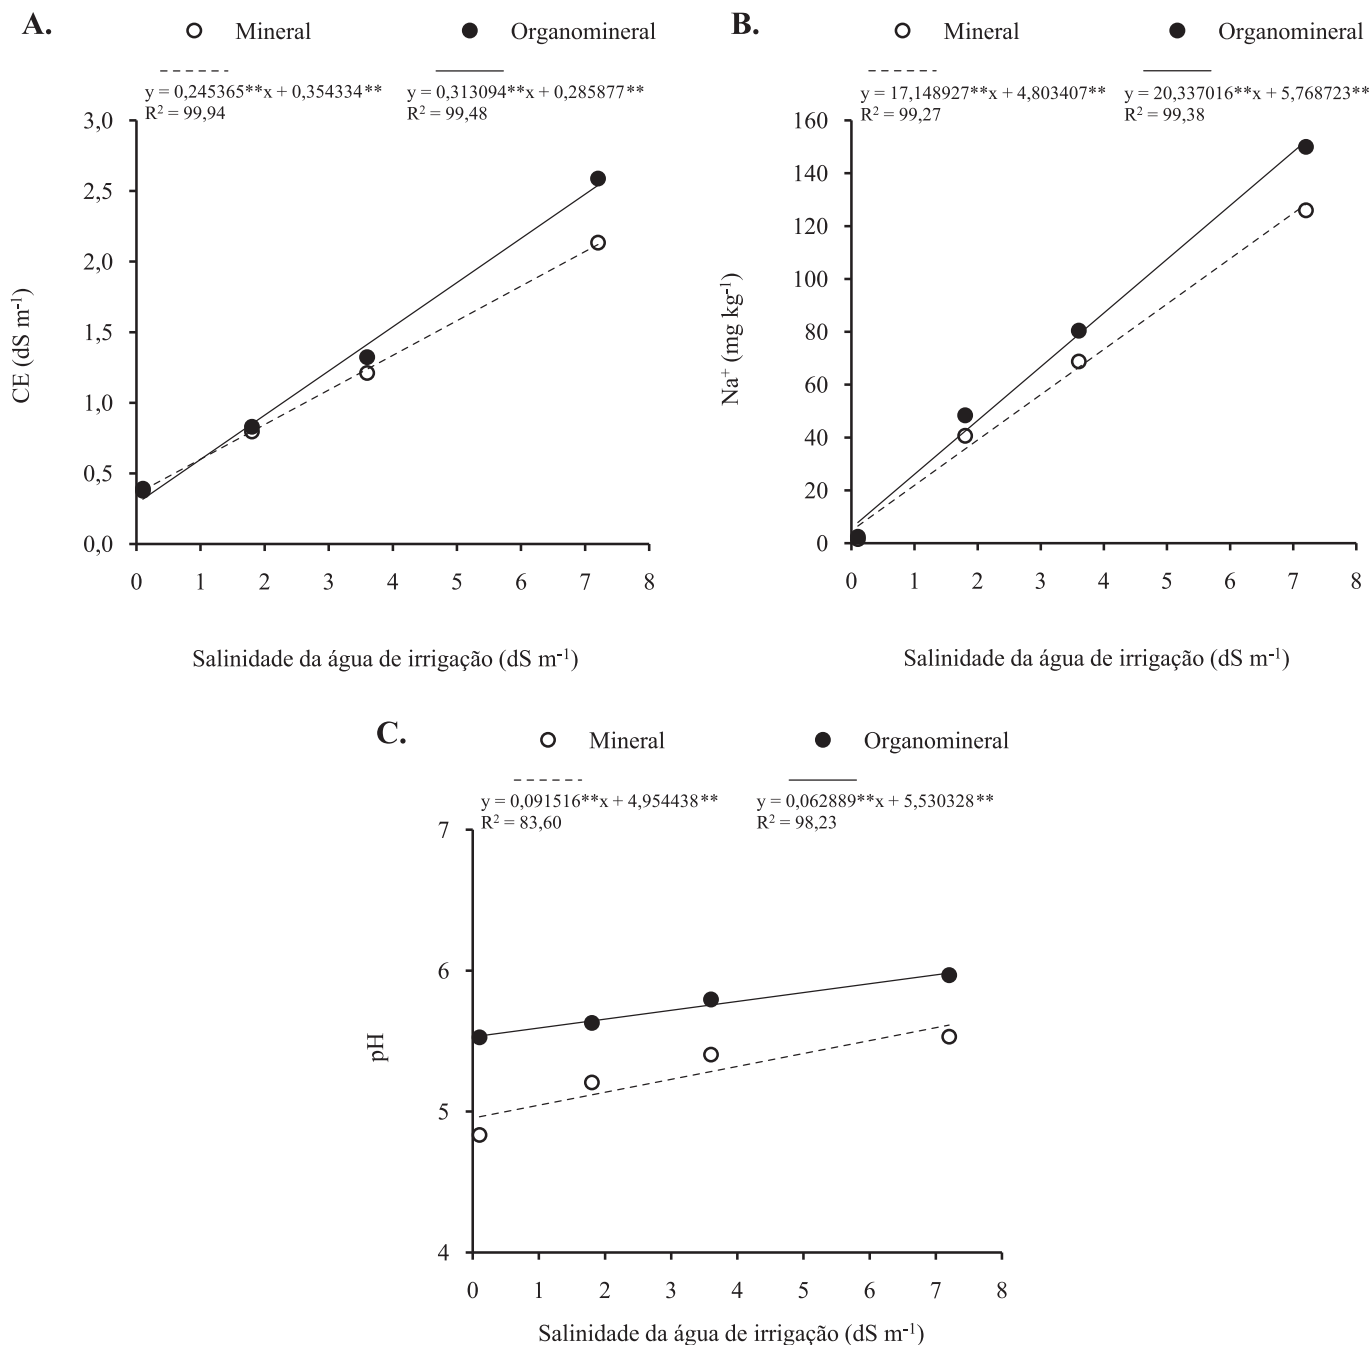 A.
Mineral Organomineral
y = 0,245365**x + 0,354334** y = 0,313094**x + 0,285877**
R² = 99,94 R² = 99,48
3,0
2,5
2,0
1,5
1,0
0,5
0,0
CE (dS m⁻¹)
0 1 2 3 4 5 6 7 8
Salinidade da água de irrigação (dS m⁻¹)
B.
Mineral Organomineral
y = 17,148927**x + 4,803407** y = 20,337016**x + 5,768723**
R² = 99,27 R² = 99,38
160
140
120
100
80
60
40
20
0
Na⁺ (mg kg⁻¹)
0 1 2 3 4 5 6 7 8
Salinidade da água de irrigação (dS m⁻¹)
C.
Mineral Organomineral
y = 0,091516**x + 4,954438** y = 0,062889**x + 5,530328**
R² = 83,60 R² = 98,23
7
6
5
4
pH
0 1 2 3 4 5 6 7 8
Salinidade da água de irrigação (dS m⁻¹)